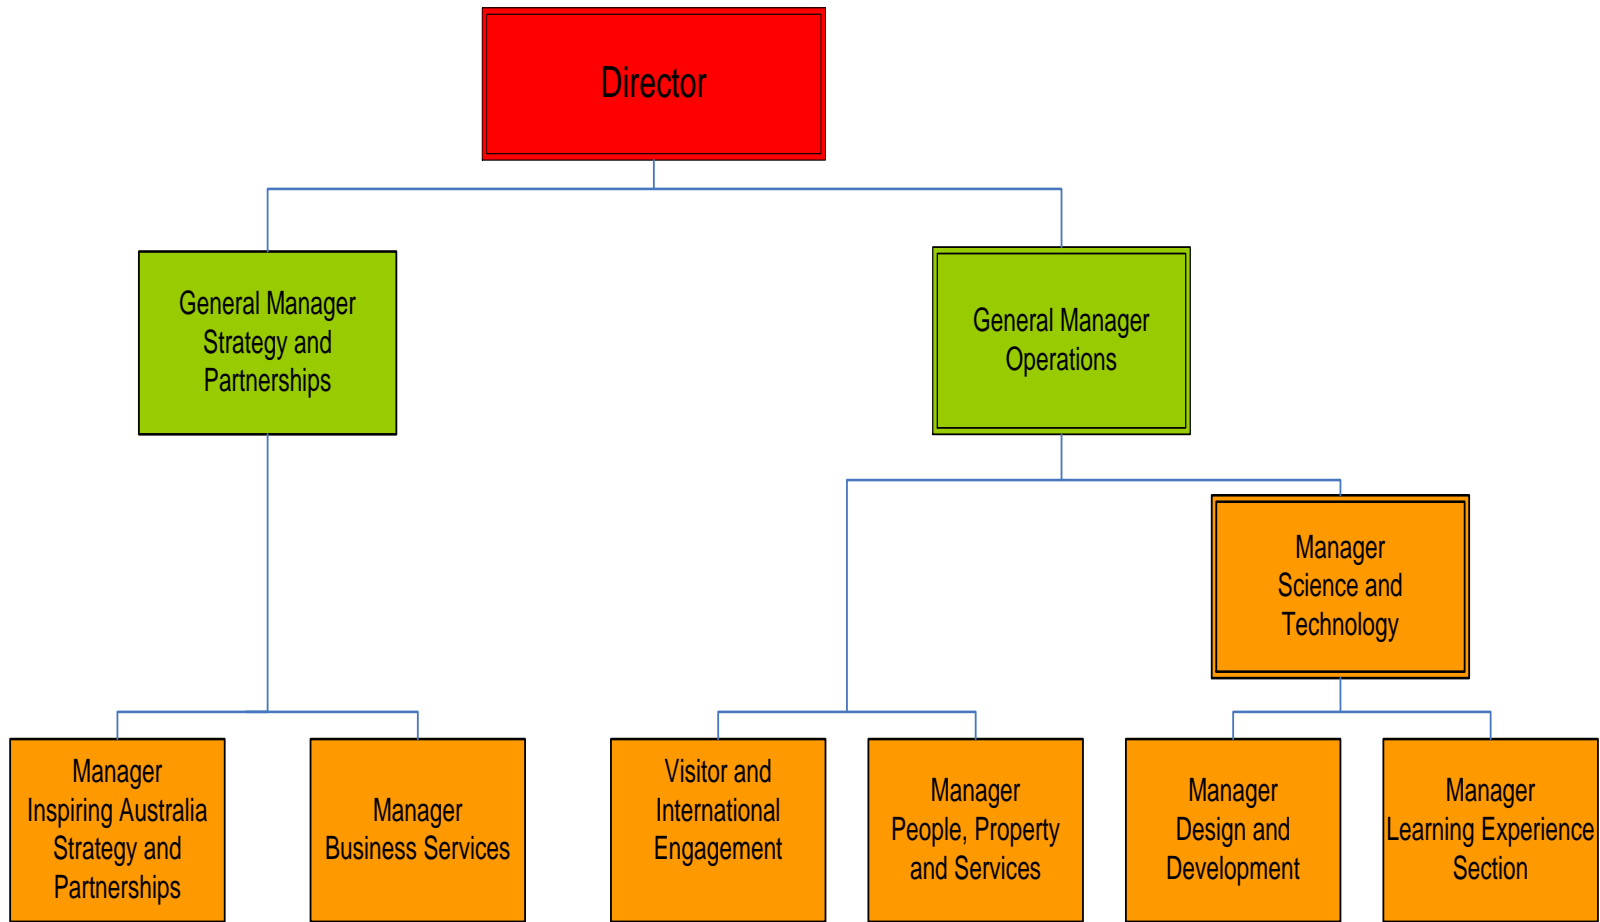 Director
General Manager
Strategy and
Partnerships
General Manager
Operations
Manager
Science and
Technology
Manager
Inspiring Australia
Strategy and
Partnerships
Manager
Business Services
Visitor and
International
Engagement
Manager
People, Property
and Services
Manager
Design and
Development
Manager
Learning Experience
Section